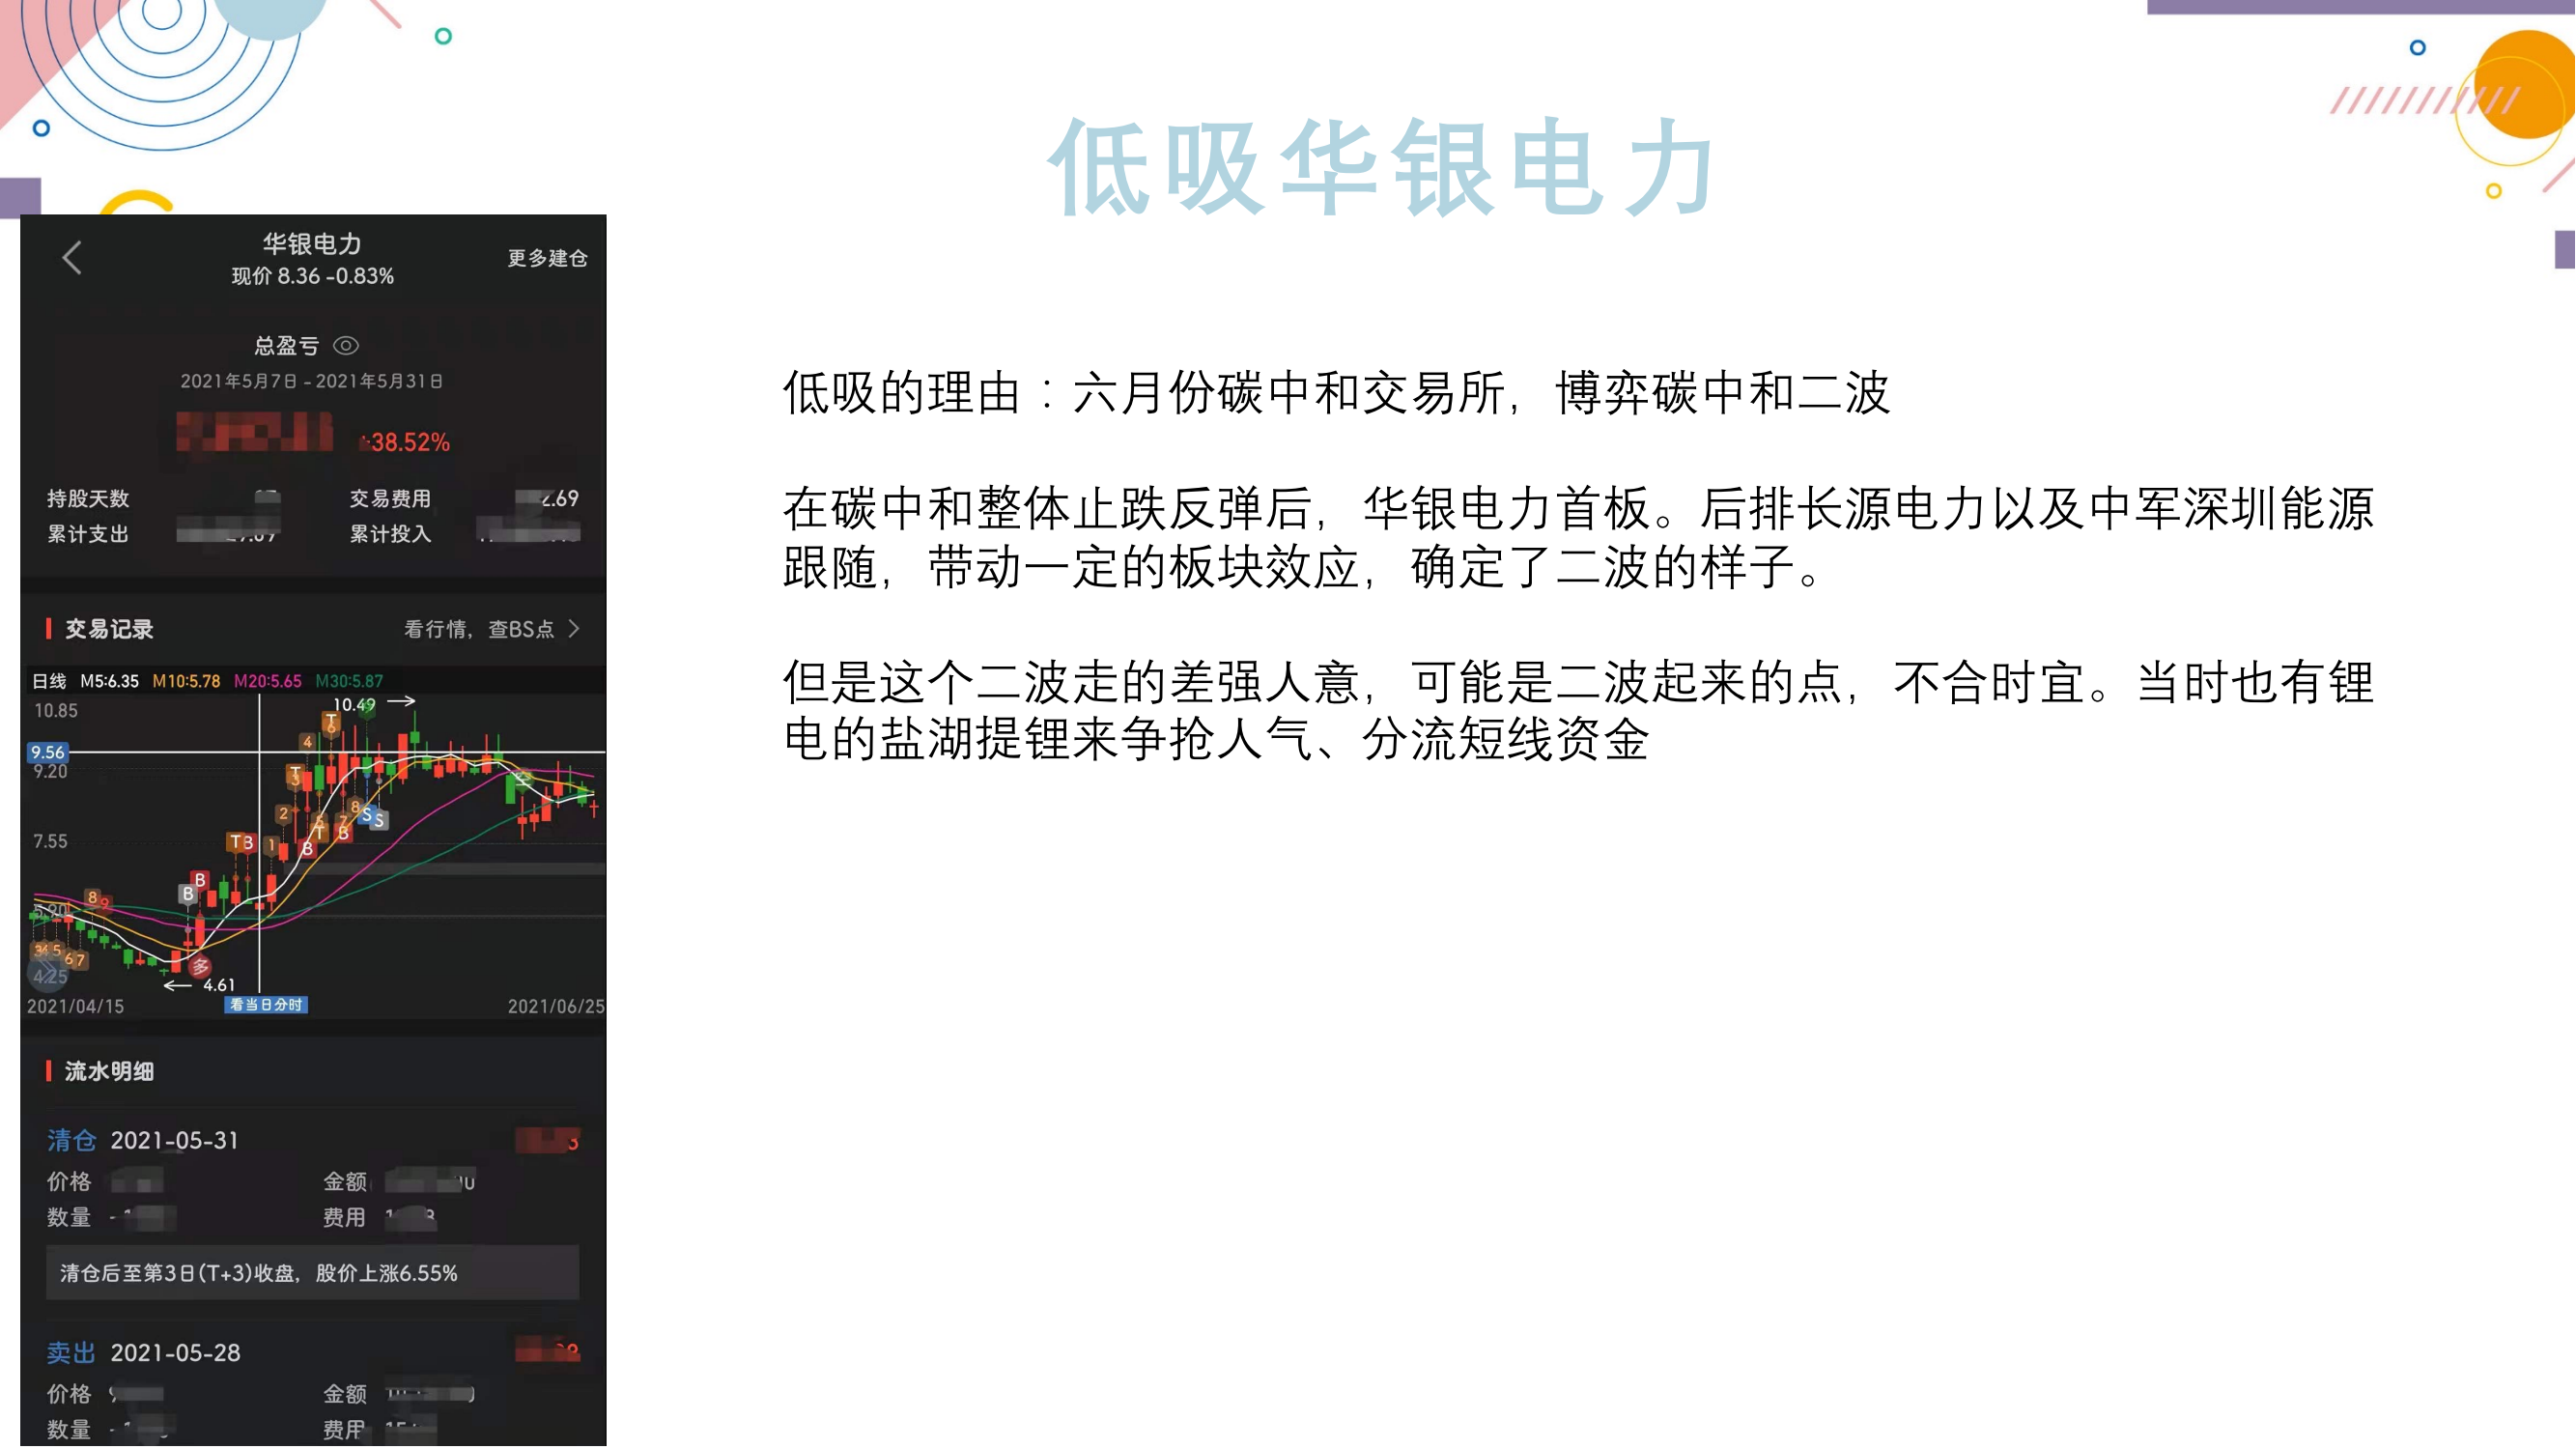 低吸华银电力
华银电力
现价 8.36 -0.83%
更多建仓
总盈亏
2021年5月7日 - 2021年5月31日
38.52%
持股天数
交易费用 2.69
累计支出
累计投入
交易记录
看行情，查BS点 >
日线 M5:6.35 M10:5.78 M20:5.65 M30:5.87
10.85
10.49
9.56
9.20
7.55
4.25
4.61
2021/04/15
看当日分时
2021/06/25
流水明细
清仓 2021-05-31
价格
金额
数量
费用
清仓后至第3日(T+3)收盘，股价上涨6.55%
卖出 2021-05-28
价格
金额
数量
费用
低吸的理由：六月份碳中和交易所，博弈碳中和二波
在碳中和整体止跌反弹后，华银电力首板。后排长源电力以及中军深圳能源
跟随，带动一定的板块效应，确定了二波的样子。
但是这个二波走的差强人意，可能是二波起来的点，不合时宜。当时也有锂
电的盐湖提锂来争抢人气、分流短线资金